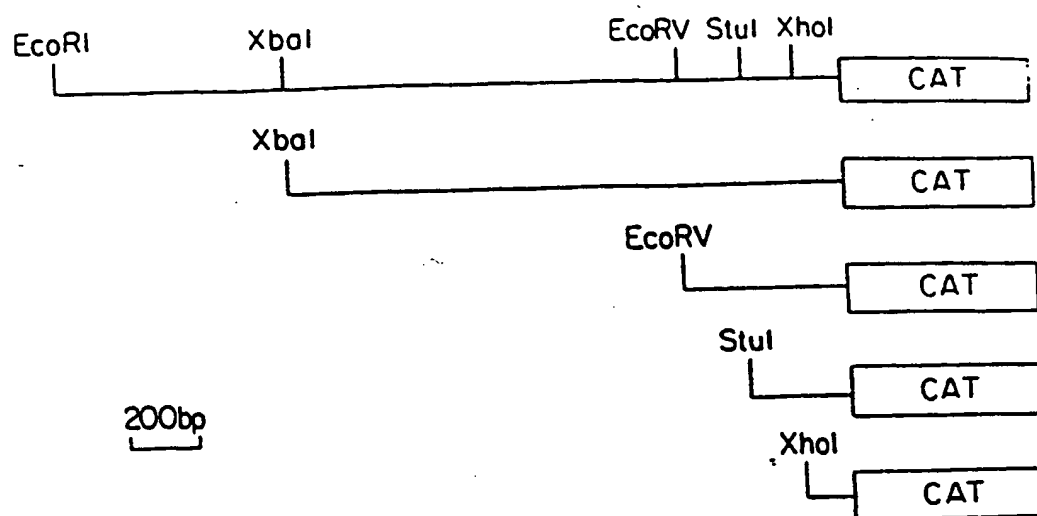 EcoRI XbaI EcoRV StuI XhoI
CAT
XbaI
CAT
EcoRV
CAT
StuI
CAT
200bp
XhoI
CAT